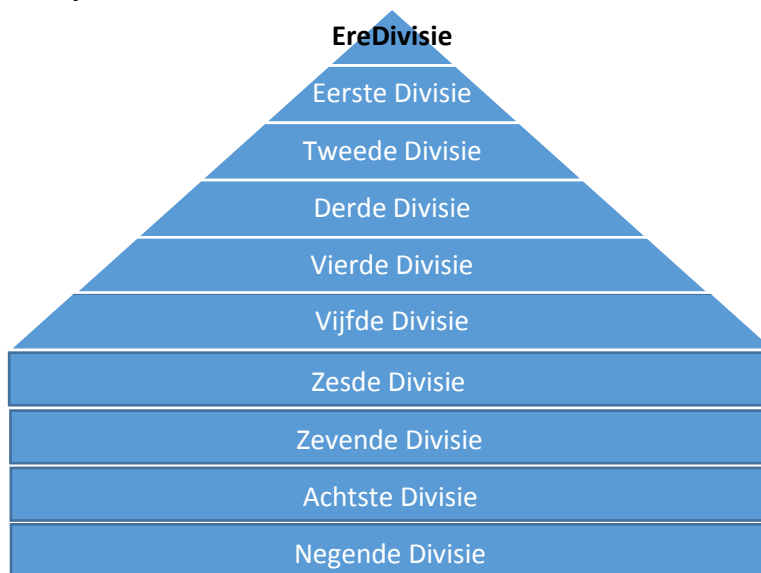 EreDivisie
Eerste Divisie
Tweede Divisie
Derde Divisie
Vierde Divisie
Vijfde Divisie
Zesde Divisie
Zevende Divisie
Achtste Divisie
Negende Divisie